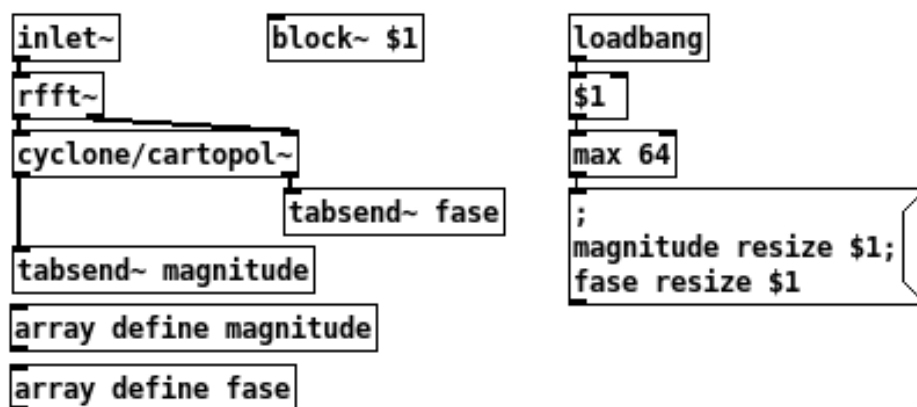 inlet~
block~ $1
loadbang
rfft~
$1
cyclone/cartopol~
max 64
tabsend~ fase
;
magnitude resize $1;
fase resize $1
tabsend~ magnitude
array define magnitude
array define fase